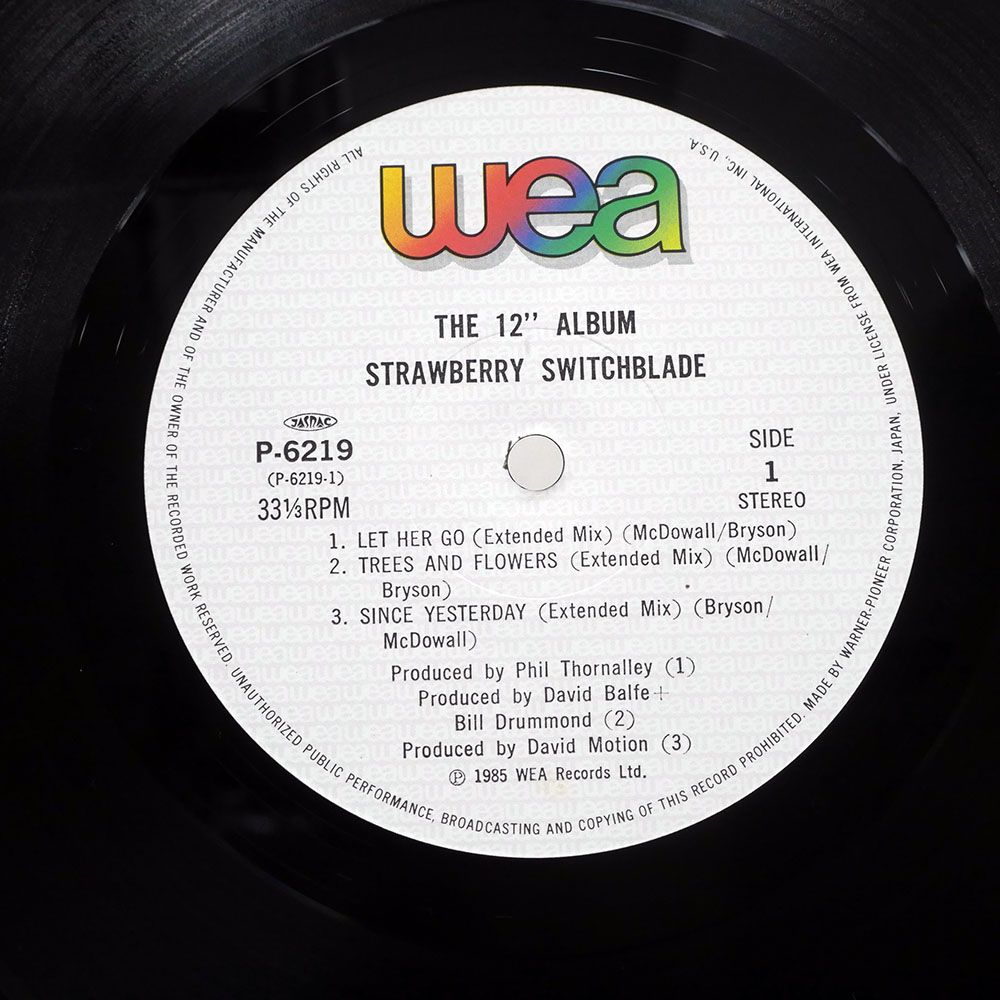 wea
THE 12'' ALBUM
STRAWBERRY SWITCHBLADE
JASRAC
P-6219
(P-6219-1)
33⅓RPM
SIDE
1
STEREO
1. LET HER GO (Extended Mix) (McDowall/Bryson)
2. TREES AND FLOWERS (Extended Mix) (McDowall/
Bryson)
3. SINCE YESTERDAY (Extended Mix) (Bryson/
McDowall)
Produced by Phil Thornalley (1)
Produced by David Balfe+
Bill Drummond (2)
Produced by David Motion (3)
℗ 1985 WEA Records Ltd.
ALL RIGHTS OF THE MANUFACTURER AND OF THE OWNER OF THE RECORDED WORK RESERVED. UNAUTHORIZED PUBLIC PERFORMANCE, BROADCASTING AND COPYING OF THIS RECORD PROHIBITED. MADE BY WARNER-PIONEER CORPORATION, JAPAN, UNDER LICENSE FROM WEA INTERNATIONAL INC., U.S.A.